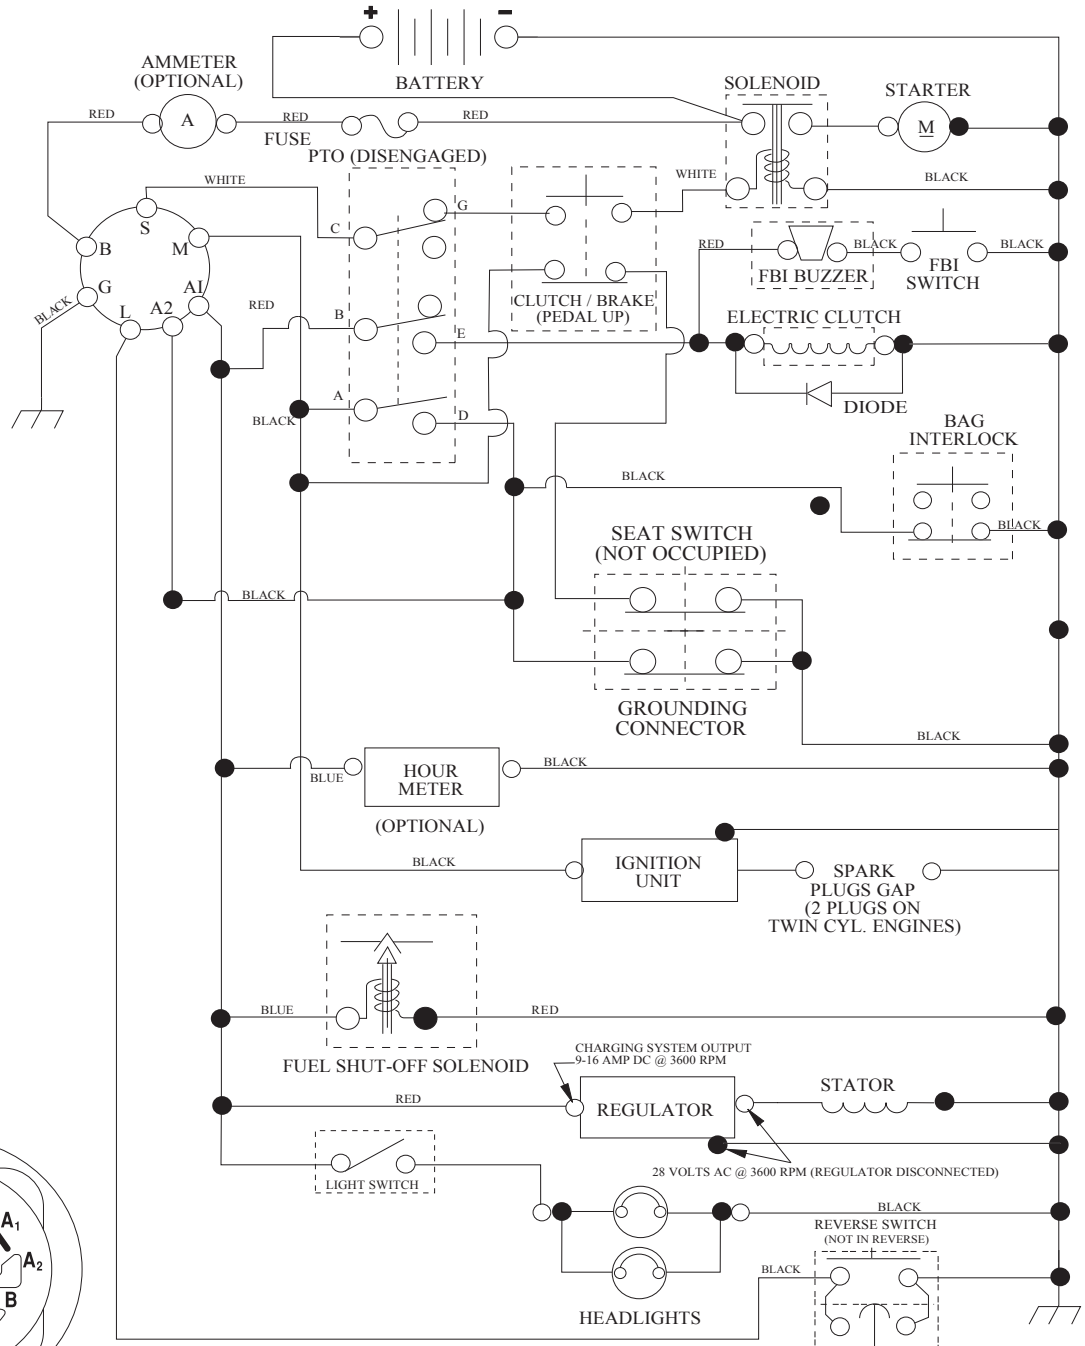 + -
BATTERY
AMMETER
(OPTIONAL)
A
RED
RED
FUSE
RED
PTO (DISENGAGED)
SOLENOID
STARTER
M
WHITE
WHITE
BLACK
S
B
M
G
L
A2
A1
BLACK
RED
C
G
B
E
A
D
BLACK
CLUTCH / BRAKE
(PEDAL UP)
RED
BLACK
BLACK
FBI BUZZER
FBI
SWITCH
ELECTRIC CLUTCH
DIODE
BAG
INTERLOCK
BLACK
BLACK
SEAT SWITCH
(NOT OCCUPIED)
BLACK
GROUNDING
CONNECTOR
BLACK
BLUE
HOUR
METER
BLACK
(OPTIONAL)
BLACK
IGNITION
UNIT
SPARK
PLUGS GAP
(2 PLUGS ON
TWIN CYL. ENGINES)
BLUE
RED
FUEL SHUT-OFF SOLENOID
CHARGING SYSTEM OUTPUT
9-16 AMP DC @ 3600 RPM
RED
REGULATOR
STATOR
28 VOLTS AC @ 3600 RPM (REGULATOR DISCONNECTED)
LIGHT SWITCH
BLACK
REVERSE SWITCH
(NOT IN REVERSE)
BLACK
HEADLIGHTS
A1
A2
B